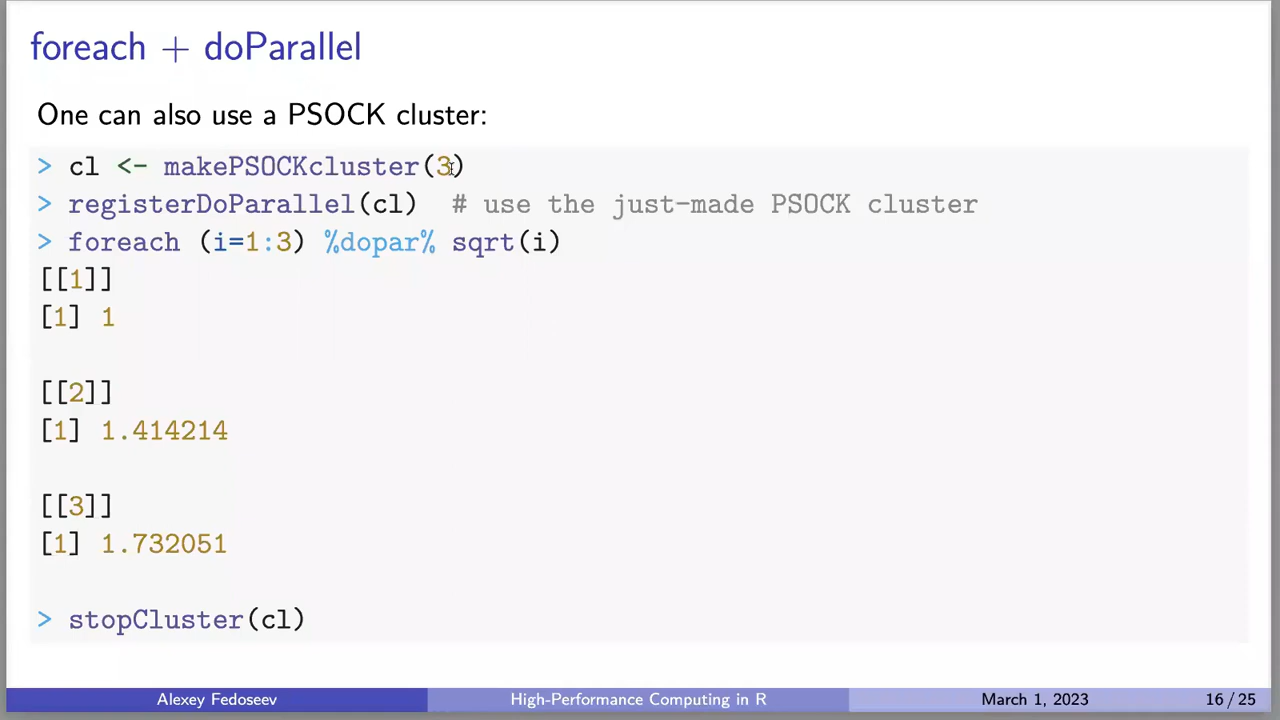 foreach + doParallel
One can also use a PSOCK cluster:
> cl <- makePSOCKcluster(3)
> registerDoParallel(cl)  # use the just-made PSOCK cluster
> foreach (i=1:3) %dopar% sqrt(i)
[[1]]
[1] 1
[[2]]
[1] 1.414214
[[3]]
[1] 1.732051
> stopCluster(cl)
Alexey Fedoseev High-Performance Computing in R March 1, 2023 16 / 25